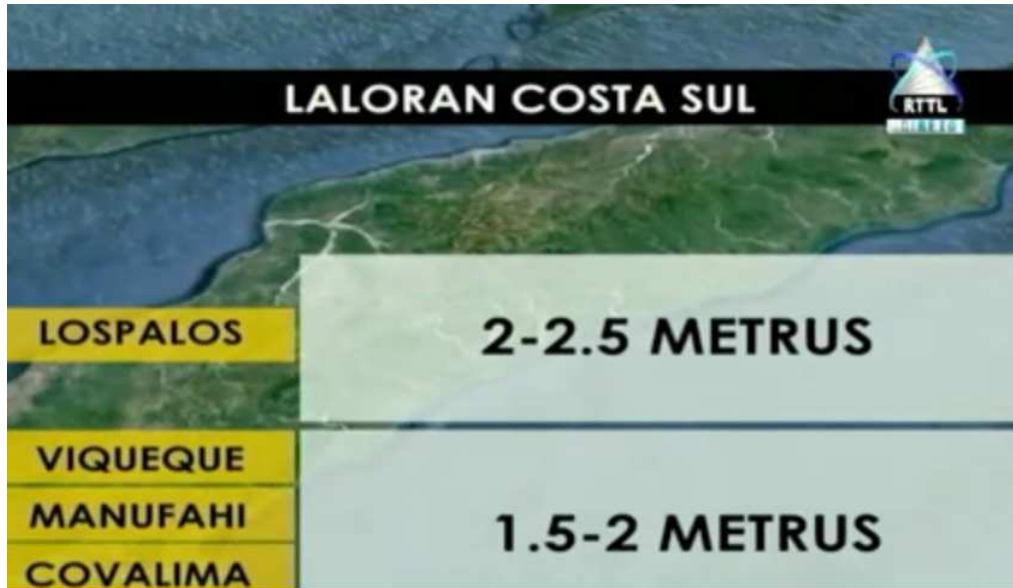 LALORAN COSTA SUL
RTTL
LOSPALOS
2-2.5 METRUS
VIQUEQUE
MANUFAHI
COVALIMA
1.5-2 METRUS